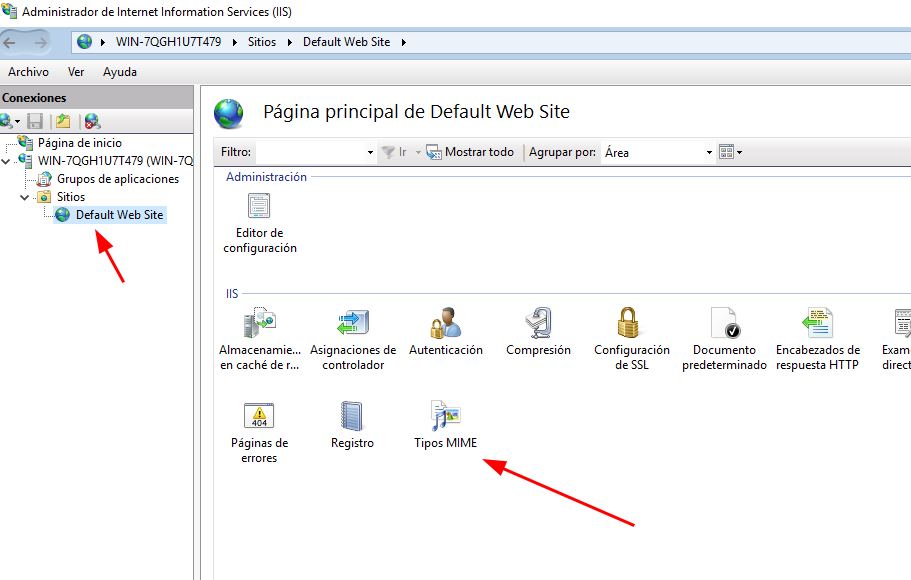 Administrador de Internet Information Services (IIS)
WIN-7QGH1U7T479 Sitios Default Web Site
Archivo Ver Ayuda
Conexiones
Página de inicio
WIN-7QGH1U7T479 (WIN-7Q
Grupos de aplicaciones
Sitios
Default Web Site
Página principal de Default Web Site
Filtro: Ir Mostrar todo Agrupar por: Área
Administración
Editor de
configuración
IIS
Almacenamie...
en caché de r...
Asignaciones de
controlador
Autenticación
Compresión
Configuración
de SSL
Documento
predeterminado
Encabezados de
respuesta HTTP
Exam
direct
404
Páginas de
errores
Registro
Tipos MIME